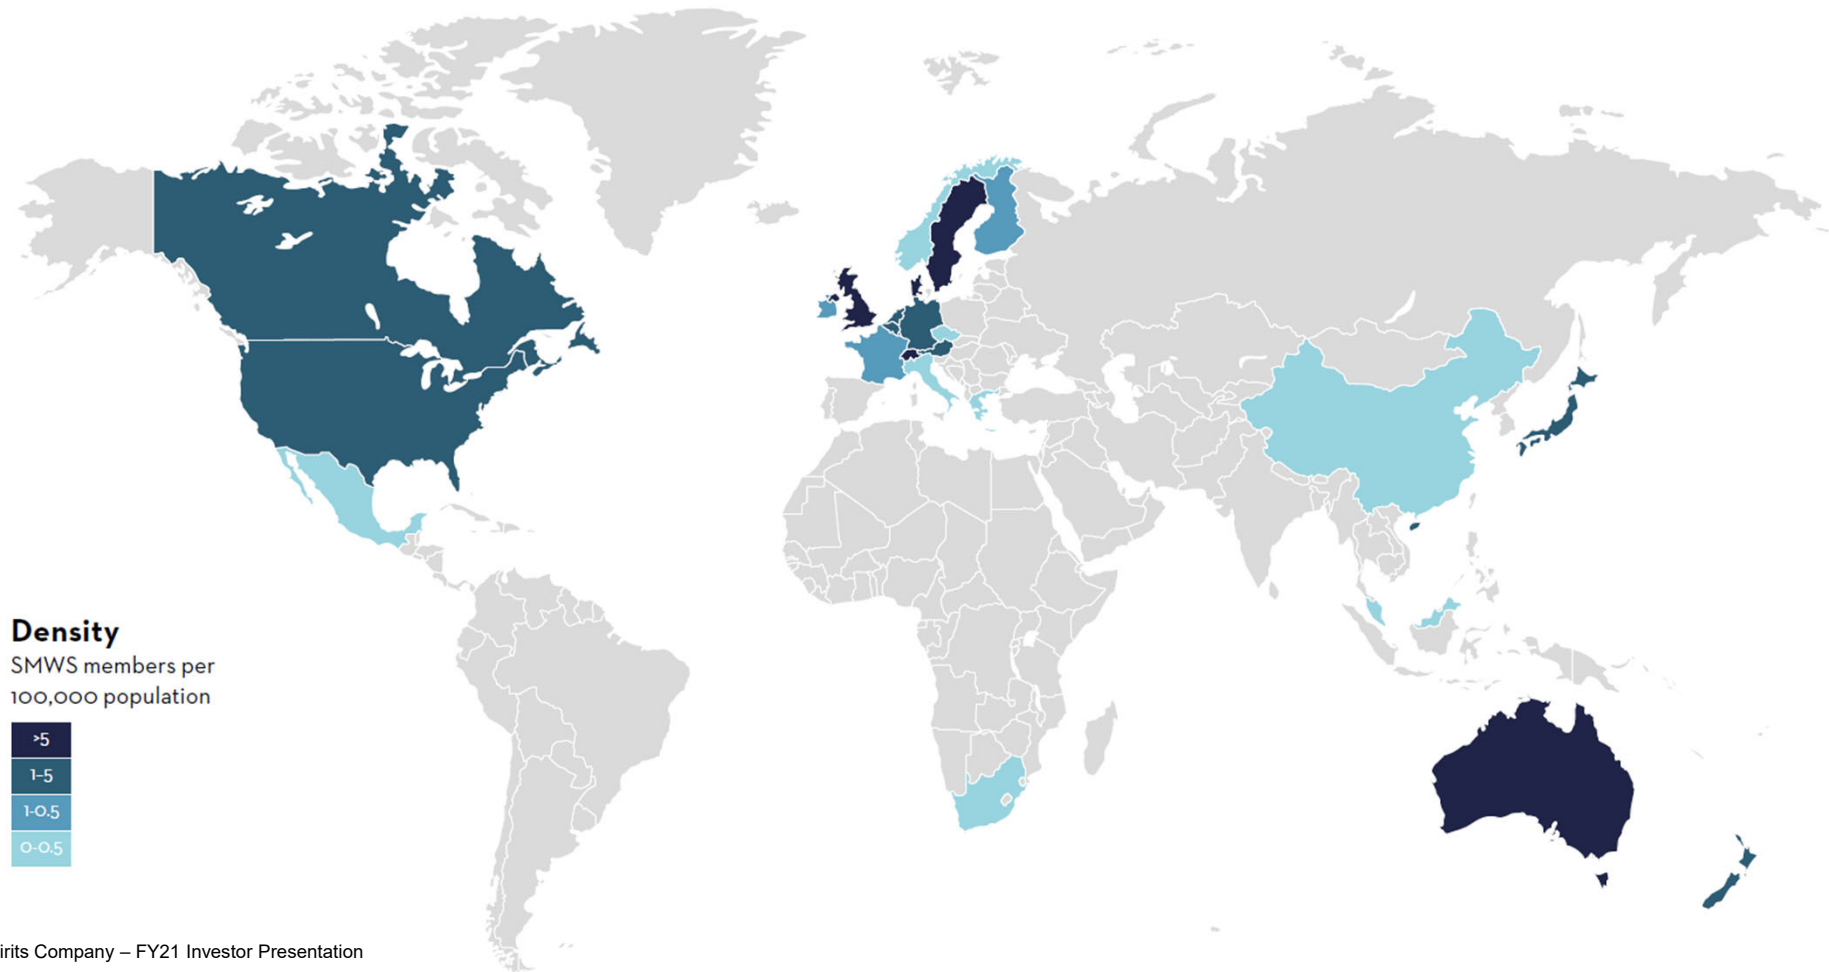 Density
SMWS members per
100,000 population
>5
1–5
1-0.5
0-0.5
irits Company – FY21 Investor Presentation